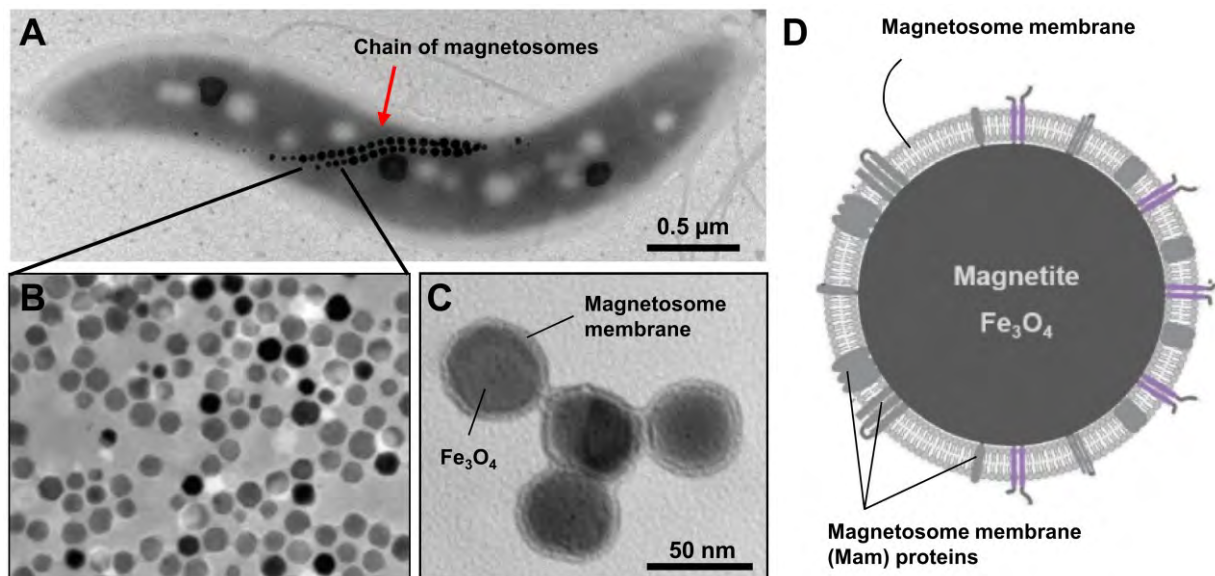 A
Chain of magnetosomes
0.5 µm
B
C
Magnetosome
membrane
Fe₃O₄
50 nm
D
Magnetosome membrane
Magnetite
Fe₃O₄
Magnetosome membrane
(Mam) proteins